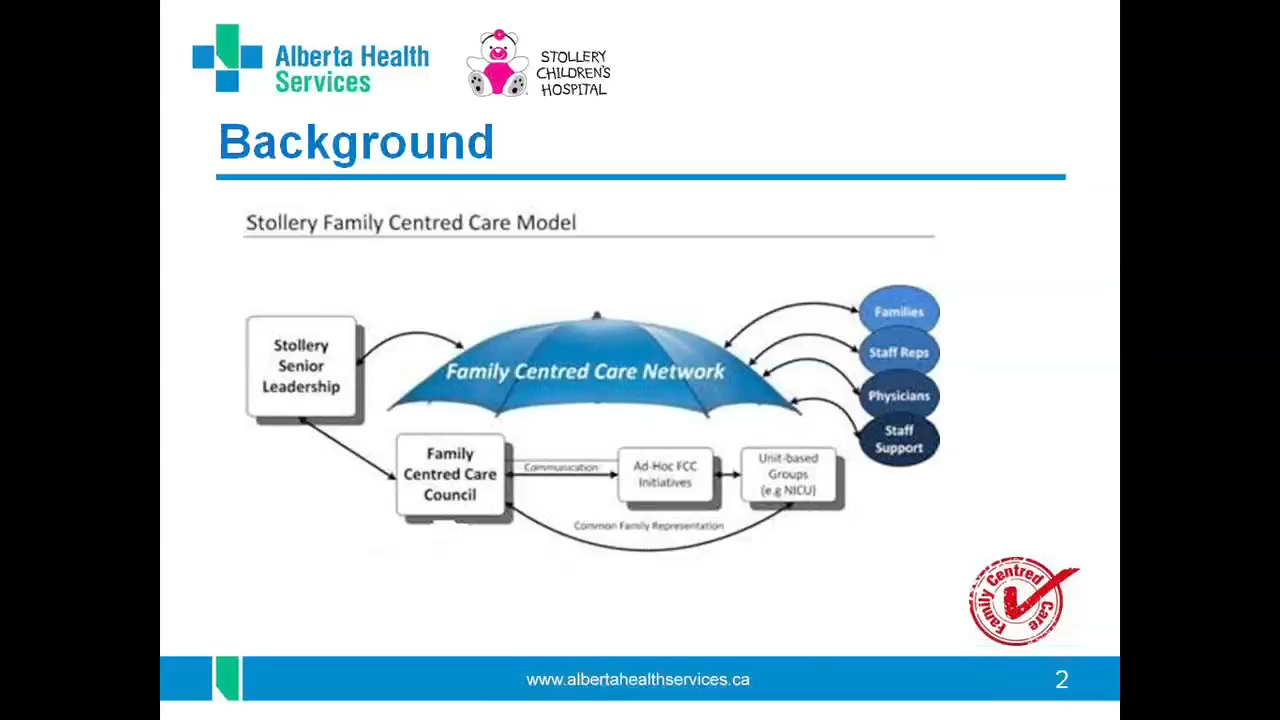 Alberta Health
Services
STOLLERY
CHILDREN'S
HOSPITAL
Background
Stollery Family Centred Care Model
Stollery
Senior
Leadership
Family Centred Care Network
Families
Staff Reps
Physicians
Staff
Support
Family
Centred Care
Council
Communication
Ad-Hoc FCC
Initiatives
Unit-based
Groups
(e.g NICU)
Common Family Representation
Family Centred Care
www.albertahealthservices.ca
2